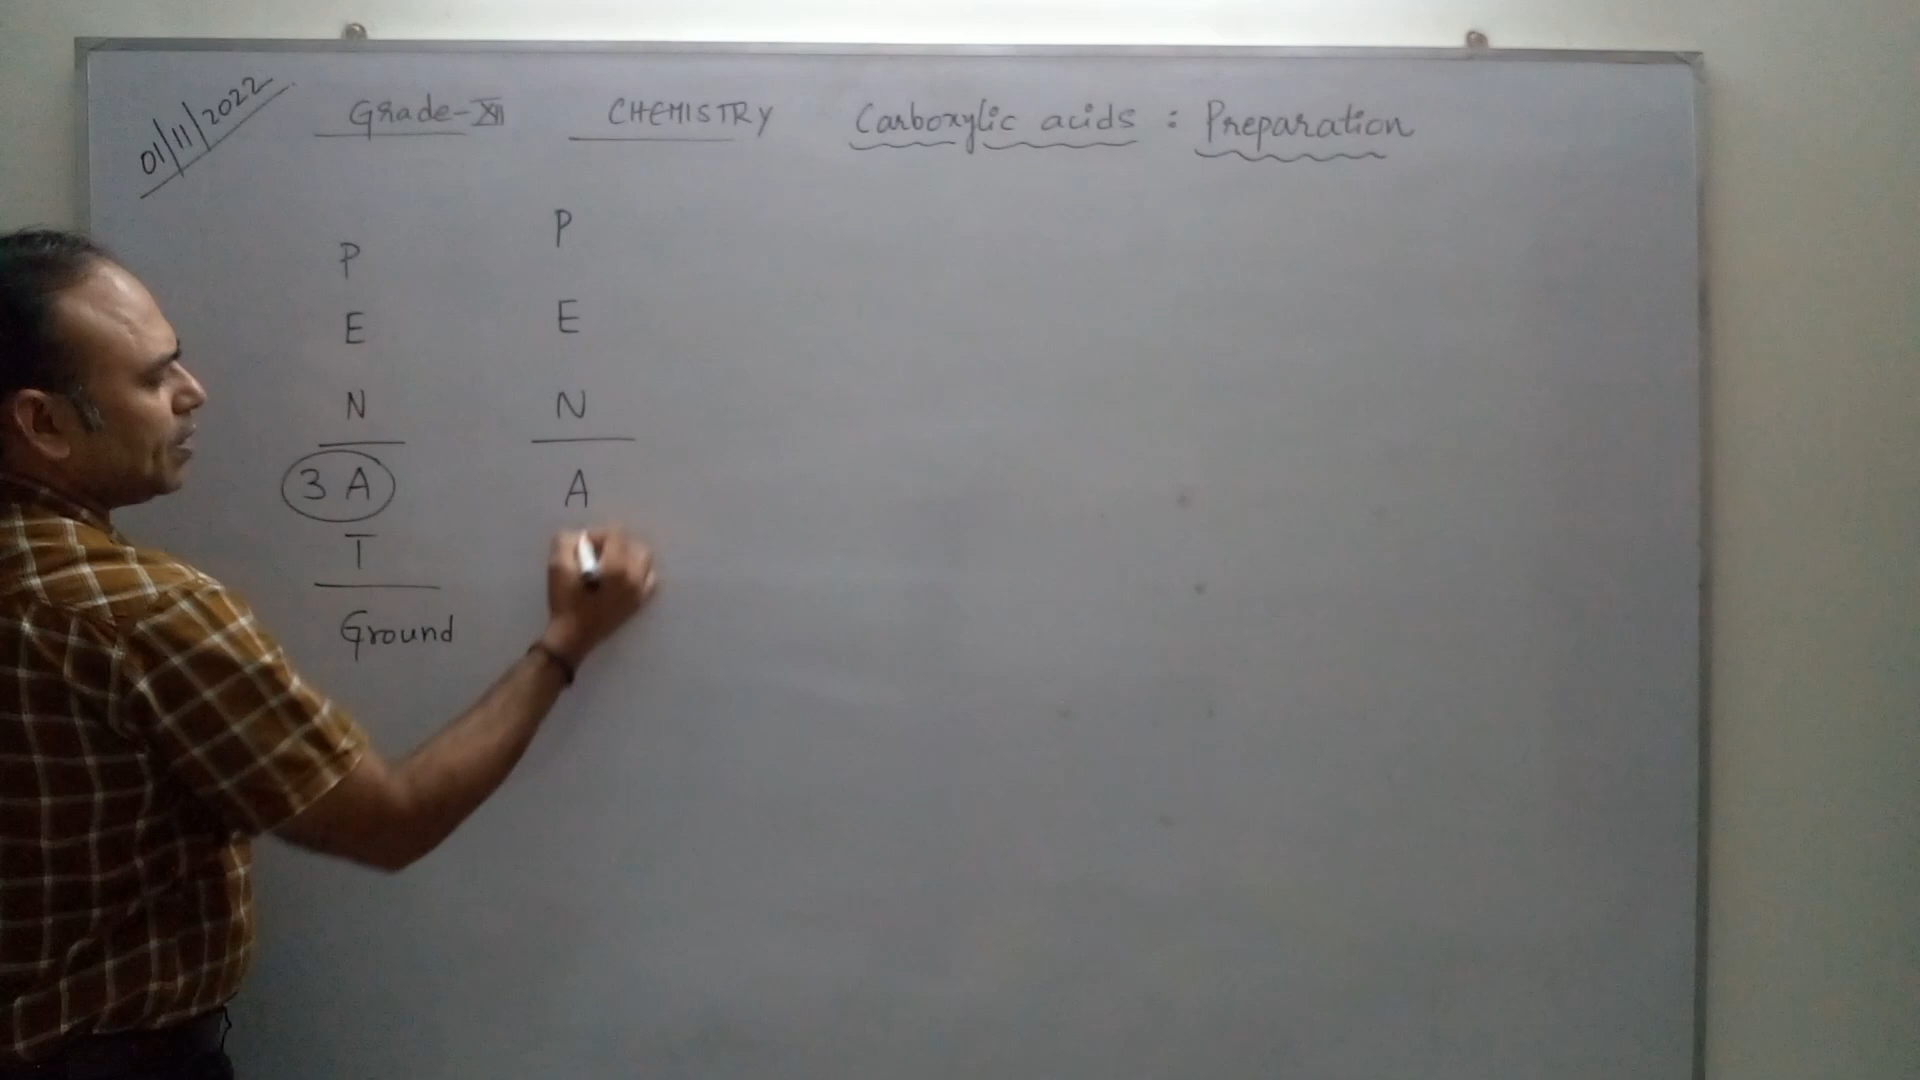 01/11/2022
Grade-XII CHEMISTRY Carboxylic acids : Preparation
P
E
N
3 A
T
Ground
P
E
N
A